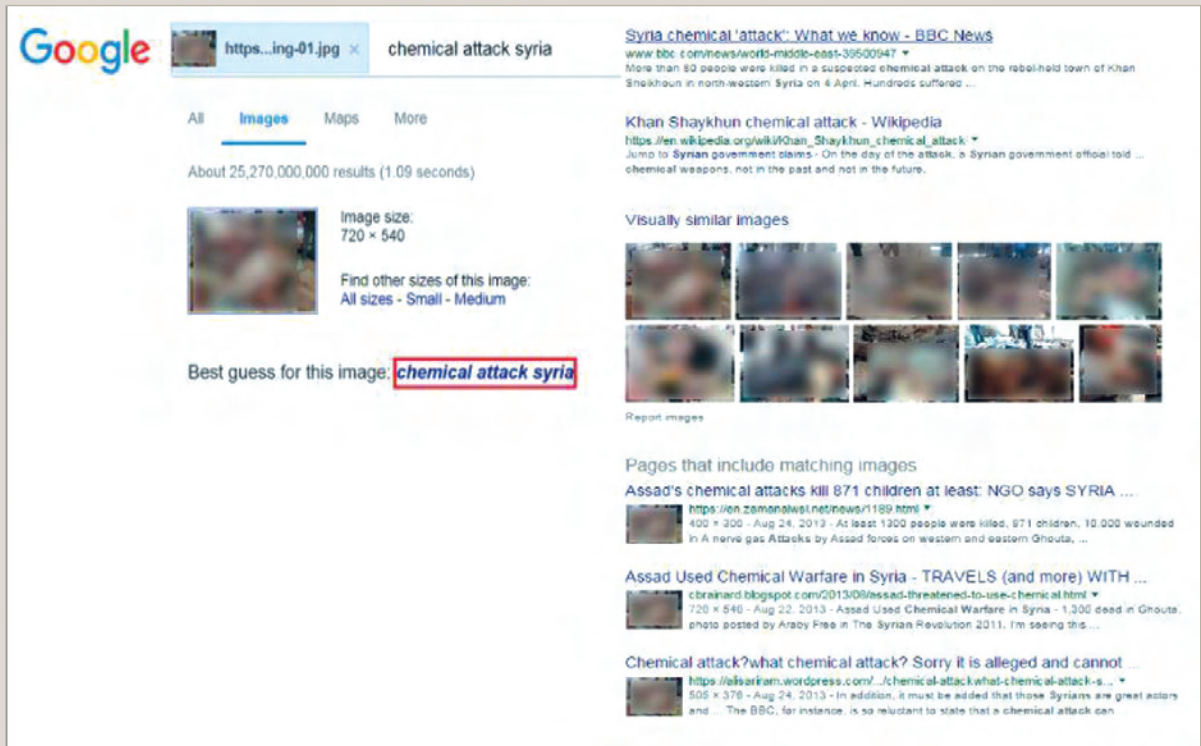 Google
https...ing-01.jpg × chemical attack syria
All Images Maps More
About 25,270,000,000 results (1.09 seconds)
Image size:
720 × 540
Find other sizes of this image:
All sizes - Small - Medium
Best guess for this image: chemical attack syria
Syria chemical 'attack': What we know - BBC News
www.bbc.com/news/world-middle-east-39500947
More than 80 people were killed in a suspected chemical attack on the rebel-held town of Khan
Sheikhoun in north-western Syria on 4 April. Hundreds suffered ...
Khan Shaykhun chemical attack - Wikipedia
https://en.wikipedia.org/wiki/Khan_Shaykhun_chemical_attack
Jump to Syrian government claims - On the day of the attack, a Syrian government official told ...
chemical weapons, not in the past and not in the future.
Visually similar images
Report images
Pages that include matching images
Assad's chemical attacks kill 871 children at least: NGO says SYRIA ...
https://en.zamanalwsl.net/news/1189.html
400 × 300 - Aug 24, 2013 - At least 1300 people were killed, 871 children, 10.000 wounded
in A nerve gas Attacks by Assad forces on western and eastern Ghouta, ...
Assad Used Chemical Warfare in Syria - TRAVELS (and more) WITH ...
cbrainard.blogspot.com/2013/08/assad-threatened-to-use-chemical.html
720 × 540 - Aug 22, 2013 - Assad Used Chemical Warfare in Syria - 1,300 dead in Ghouta.
photo posted by Araby Free in The Syrian Revolution 2011. I'm seeing this ...
Chemical attack?what chemical attack? Sorry it is alleged and cannot ...
https://alisariram.wordpress.com/.../chemical-attackwhat-chemical-attack-s...
505 × 378 - Aug 24, 2013 - In addition, it must be added that those Syrians are great actors
and ... The BBC, for instance, is so reluctant to state that a chemical attack can ...